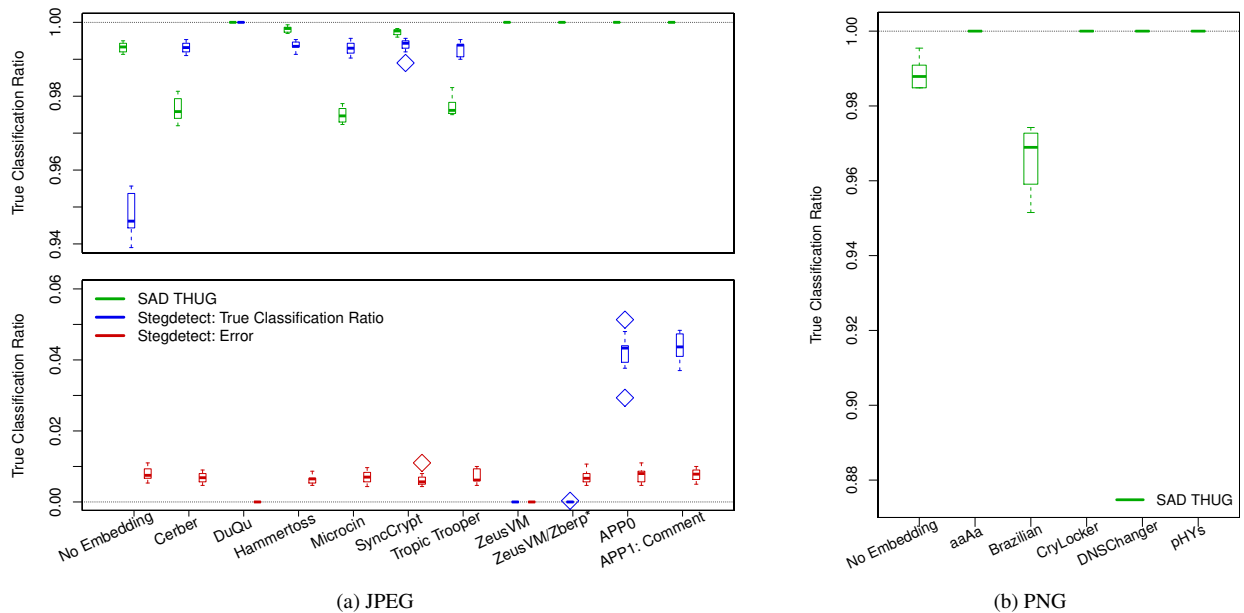 True Classification Ratio
1.00
0.98
0.96
0.94
True Classification Ratio
0.06
0.04
0.02
0.00
SAD THUG
Stegdetect: True Classification Ratio
Stegdetect: Error
No Embedding
Cerber
DuQu
Hammertoss
Microcin
SyncCrypt
Tropic Trooper
ZeusVM
ZeusVM/Zberp*
APP0
APP1: Comment
(a) JPEG
True Classification Ratio
1.00
0.98
0.96
0.94
0.92
0.90
0.88
SAD THUG
No Embedding
aaAa
Brazilian
CryLocker
DNSChanger
pHYs
(b) PNG